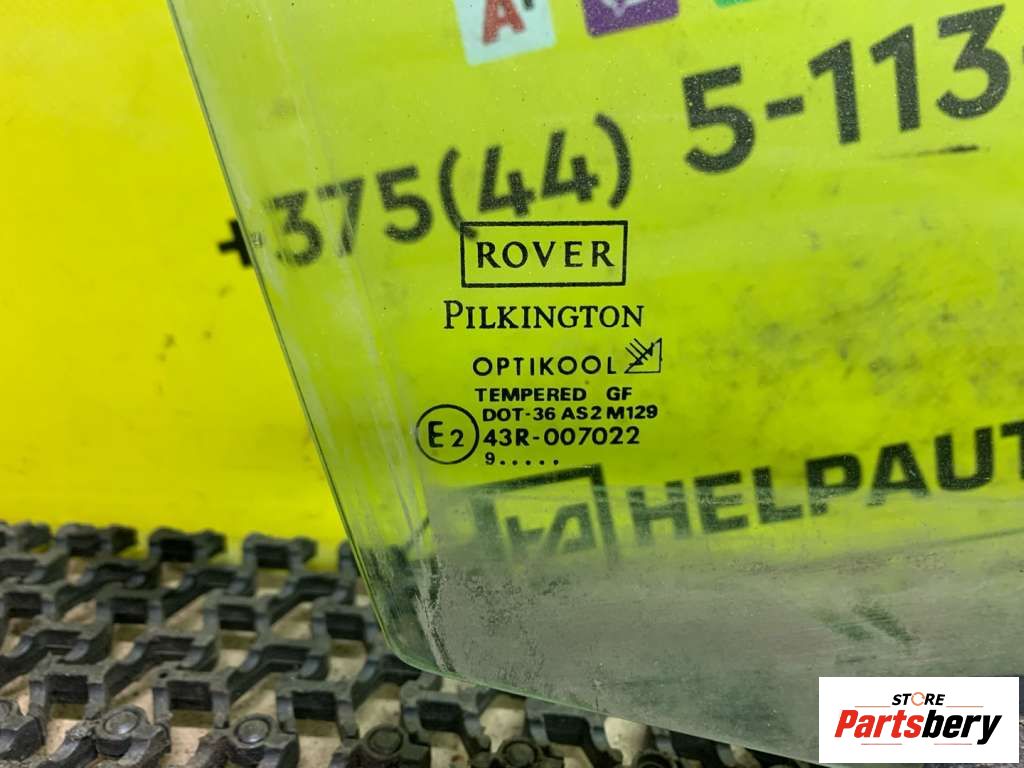 +375(44) 5-113-
ROVER
PILKINGTON
OPTIKOOL
TEMPERED GF
DOT-36 AS2 M129
E2 43R-007022
9.....
HELPAUT
STORE
Partsbery